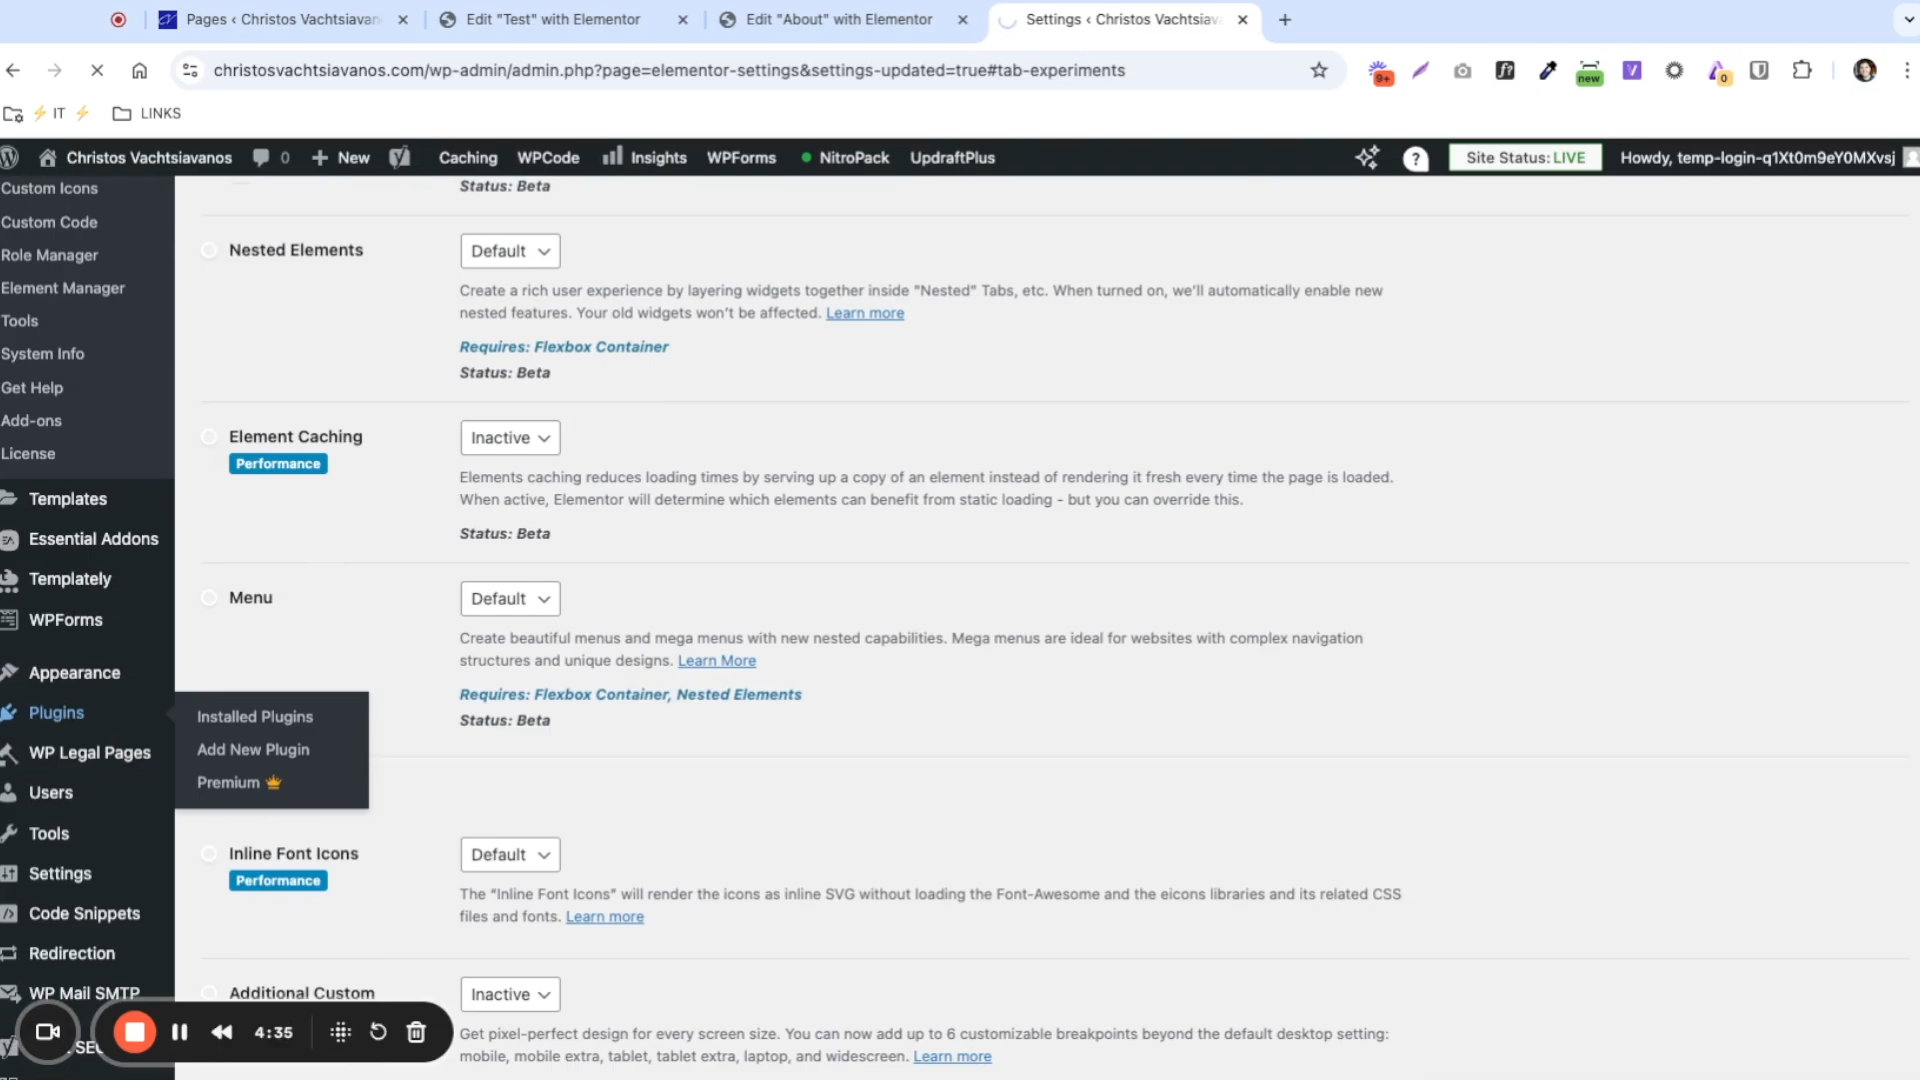 Pages ‹ Christos Vachtsiavan
Edit "Test" with Elementor
Edit "About" with Elementor
Settings ‹ Christos Vachtsiava
christosvachtsiavanos.com/wp-admin/admin.php?page=elementor-settings&settings-updated=true#tab-experiments
9+
f?
new
V
0
IT
LINKS
Christos Vachtsiavanos
0
New
Caching
WPCode
Insights
WPForms
NitroPack
UpdraftPlus
?
Site Status: LIVE
Howdy, temp-login-q1Xt0m9eY0MXvsj
Custom Icons
Custom Code
Role Manager
Element Manager
Tools
System Info
Get Help
Add-ons
License
Templates
Essential Addons
Templately
WPForms
Appearance
Plugins
WP Legal Pages
Users
Tools
Settings
Code Snippets
Redirection
WP Mail SMTP
Installed Plugins
Add New Plugin
Premium
Status: Beta
Nested Elements
Default
Create a rich user experience by layering widgets together inside "Nested" Tabs, etc. When turned on, we’ll automatically enable new
nested features. Your old widgets won’t be affected. Learn more
Requires: Flexbox Container
Status: Beta
Element Caching
Performance
Inactive
Elements caching reduces loading times by serving up a copy of an element instead of rendering it fresh every time the page is loaded.
When active, Elementor will determine which elements can benefit from static loading - but you can override this.
Status: Beta
Menu
Default
Create beautiful menus and mega menus with new nested capabilities. Mega menus are ideal for websites with complex navigation
structures and unique designs. Learn More
Requires: Flexbox Container, Nested Elements
Status: Beta
Inline Font Icons
Performance
Default
The “Inline Font Icons” will render the icons as inline SVG without loading the Font-Awesome and the eicons libraries and its related CSS
files and fonts. Learn more
Additional Custom
Inactive
Get pixel-perfect design for every screen size. You can now add up to 6 customizable breakpoints beyond the default desktop setting:
mobile, mobile extra, tablet, tablet extra, laptop, and widescreen. Learn more
4:35